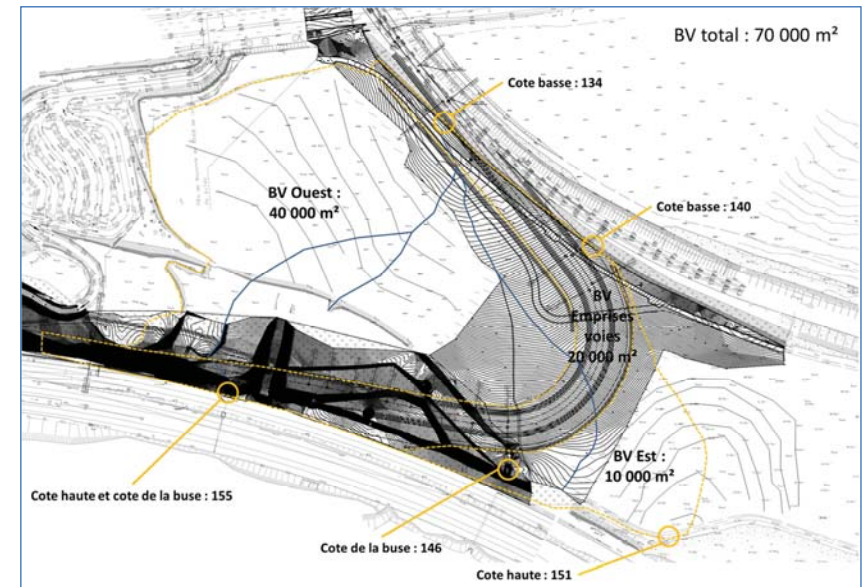 BV total : 70 000 m²
Cote basse : 134
BV Ouest :
40 000 m²
Cote basse : 140
BV
Emprises
voies
20 000 m²
BV Est :
10 000 m²
Cote haute et cote de la buse : 155
Cote de la buse : 146
Cote haute : 151